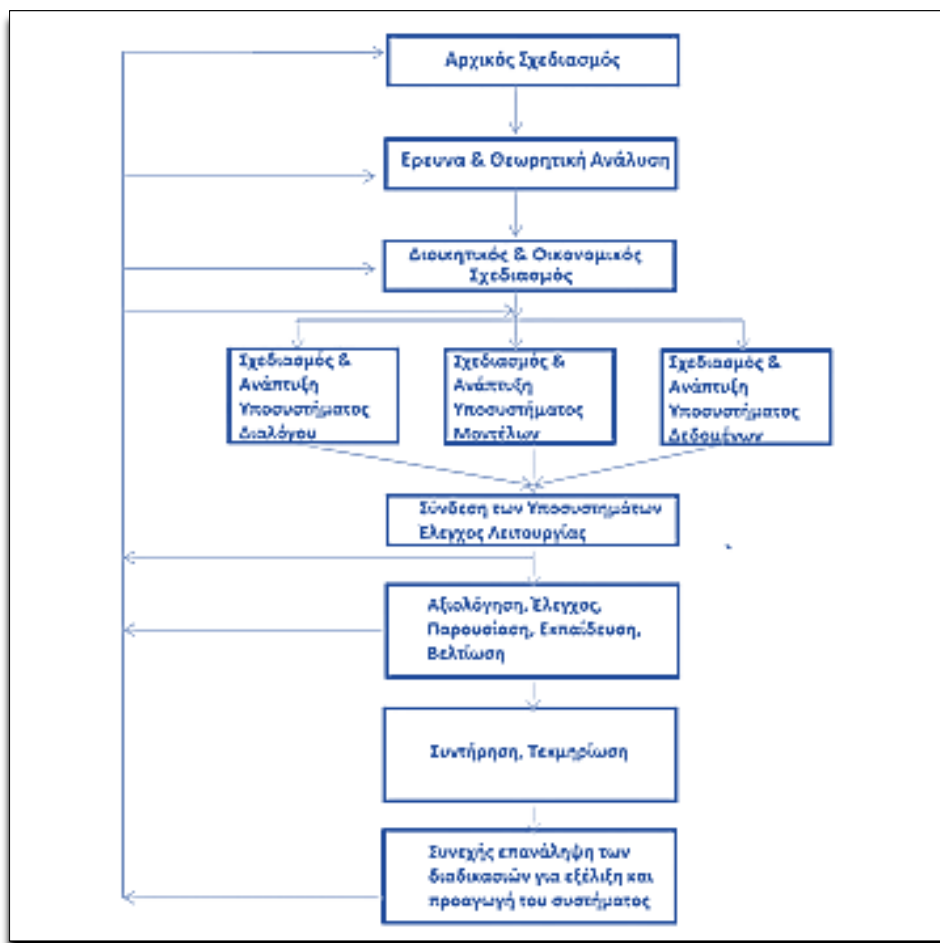 Αρχικός Σχεδιασμός
Ερευνα & Θεωρητική Ανάλυση
Διοικητικός & Οικονομικός
Σχεδιασμός
Σχεδιασμός &
Ανάπτυξη
Υποσυστήματος
Διαλόγου
Σχεδιασμός &
Ανάπτυξη
Υποσυστήματος
Μοντέλων
Σχεδιασμός &
Ανάπτυξη
Υποσυστήματος
Δεδομένων
Σύνδεση των Υποσυστημάτων
Έλεγχος Λειτουργίας
Αξιολόγηση, Έλεγχος,
Παρουσίαση, Εκπαίδευση,
Βελτίωση
Συντήρηση, Τεκμηρίωση
Συνεχής επανάληψη των
διαδικασιών για εξέλιξη και
προαγωγή του συστήματος